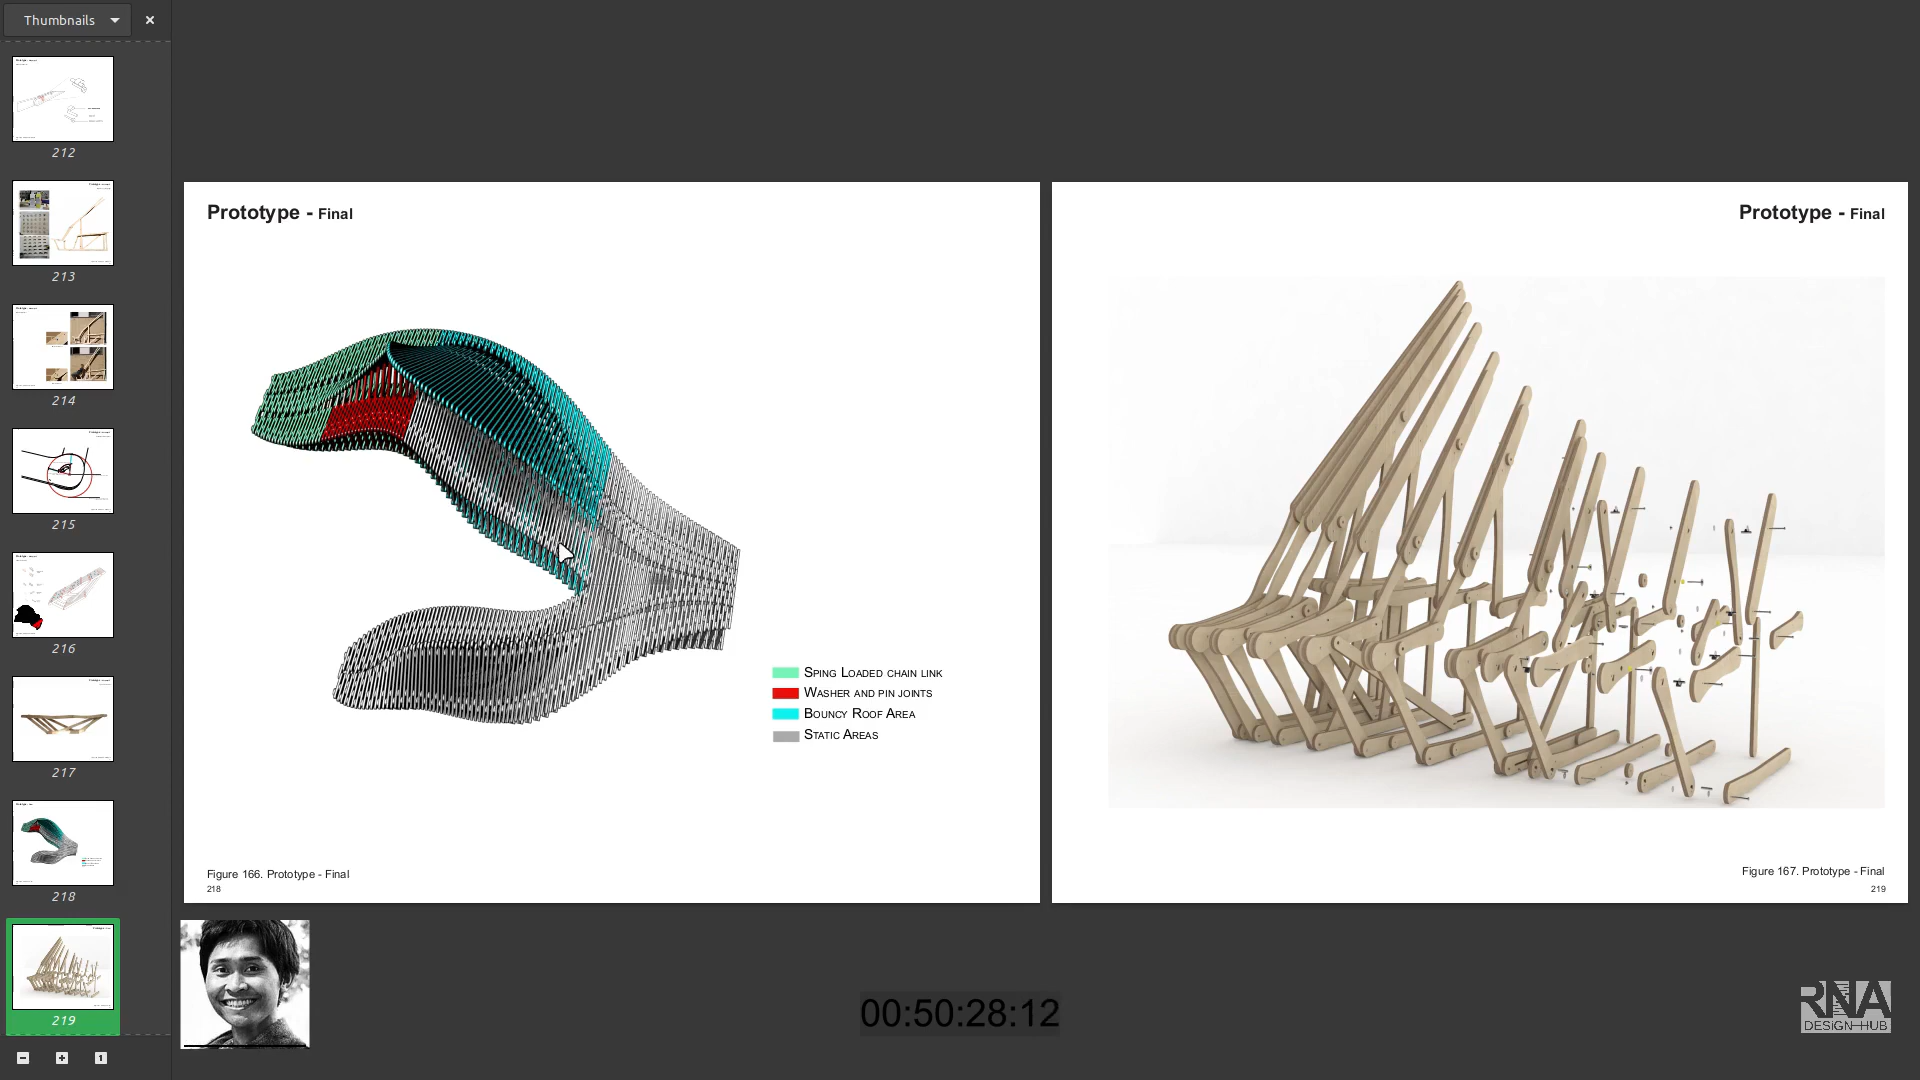 Thumbnails
212
213
214
215
216
217
218
219
Prototype - Final
Sping Loaded chain link
Washer and pin joints
Bouncy Roof Area
Static Areas
Figure 166. Prototype - Final
218
Prototype - Final
Figure 167. Prototype - Final
219
00:50:28:12
RNA
DESIGN-HUB